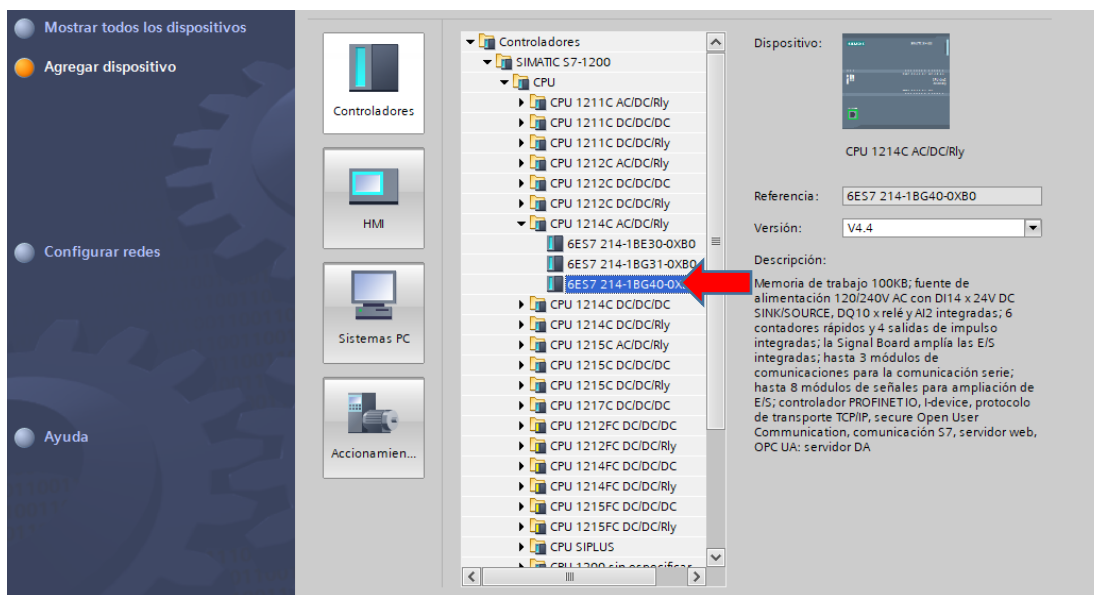 Mostrar todos los dispositivos
Agregar dispositivo
Configurar redes
Ayuda
Controladores
HMI
Sistemas PC
Accionamien...
Controladores
SIMATIC S7-1200
CPU
CPU 1211C AC/DC/Rly
CPU 1211C DC/DC/DC
CPU 1211C DC/DC/Rly
CPU 1212C AC/DC/Rly
CPU 1212C DC/DC/DC
CPU 1212C DC/DC/Rly
CPU 1214C AC/DC/Rly
6ES7 214-1BE30-0XB0
6ES7 214-1BG31-0XB0
6ES7 214-1BG40-0X
CPU 1214C DC/DC/DC
CPU 1214C DC/DC/Rly
CPU 1215C AC/DC/Rly
CPU 1215C DC/DC/DC
CPU 1215C DC/DC/Rly
CPU 1217C DC/DC/DC
CPU 1212FC DC/DC/DC
CPU 1212FC DC/DC/Rly
CPU 1214FC DC/DC/DC
CPU 1214FC DC/DC/Rly
CPU 1215FC DC/DC/DC
CPU 1215FC DC/DC/Rly
CPU SIPLUS
CPU 1200 sin especificar
Dispositivo:
CPU 1214C AC/DC/Rly
Referencia: 6ES7 214-1BG40-0XB0
Versión: V4.4
Descripción:
Memoria de trabajo 100KB; fuente de
alimentación 120/240V AC con DI14 x 24V DC
SINK/SOURCE, DQ10 x relé y AI2 integradas; 6
contadores rápidos y 4 salidas de impulso
integradas; la Signal Board amplía las E/S
integradas; hasta 3 módulos de
comunicaciones para la comunicación serie;
hasta 8 módulos de señales para ampliación de
E/S; controlador PROFINET IO, I-device, protocolo
de transporte TCP/IP, secure Open User
Communication, comunicación S7, servidor web,
OPC UA: servidor DA